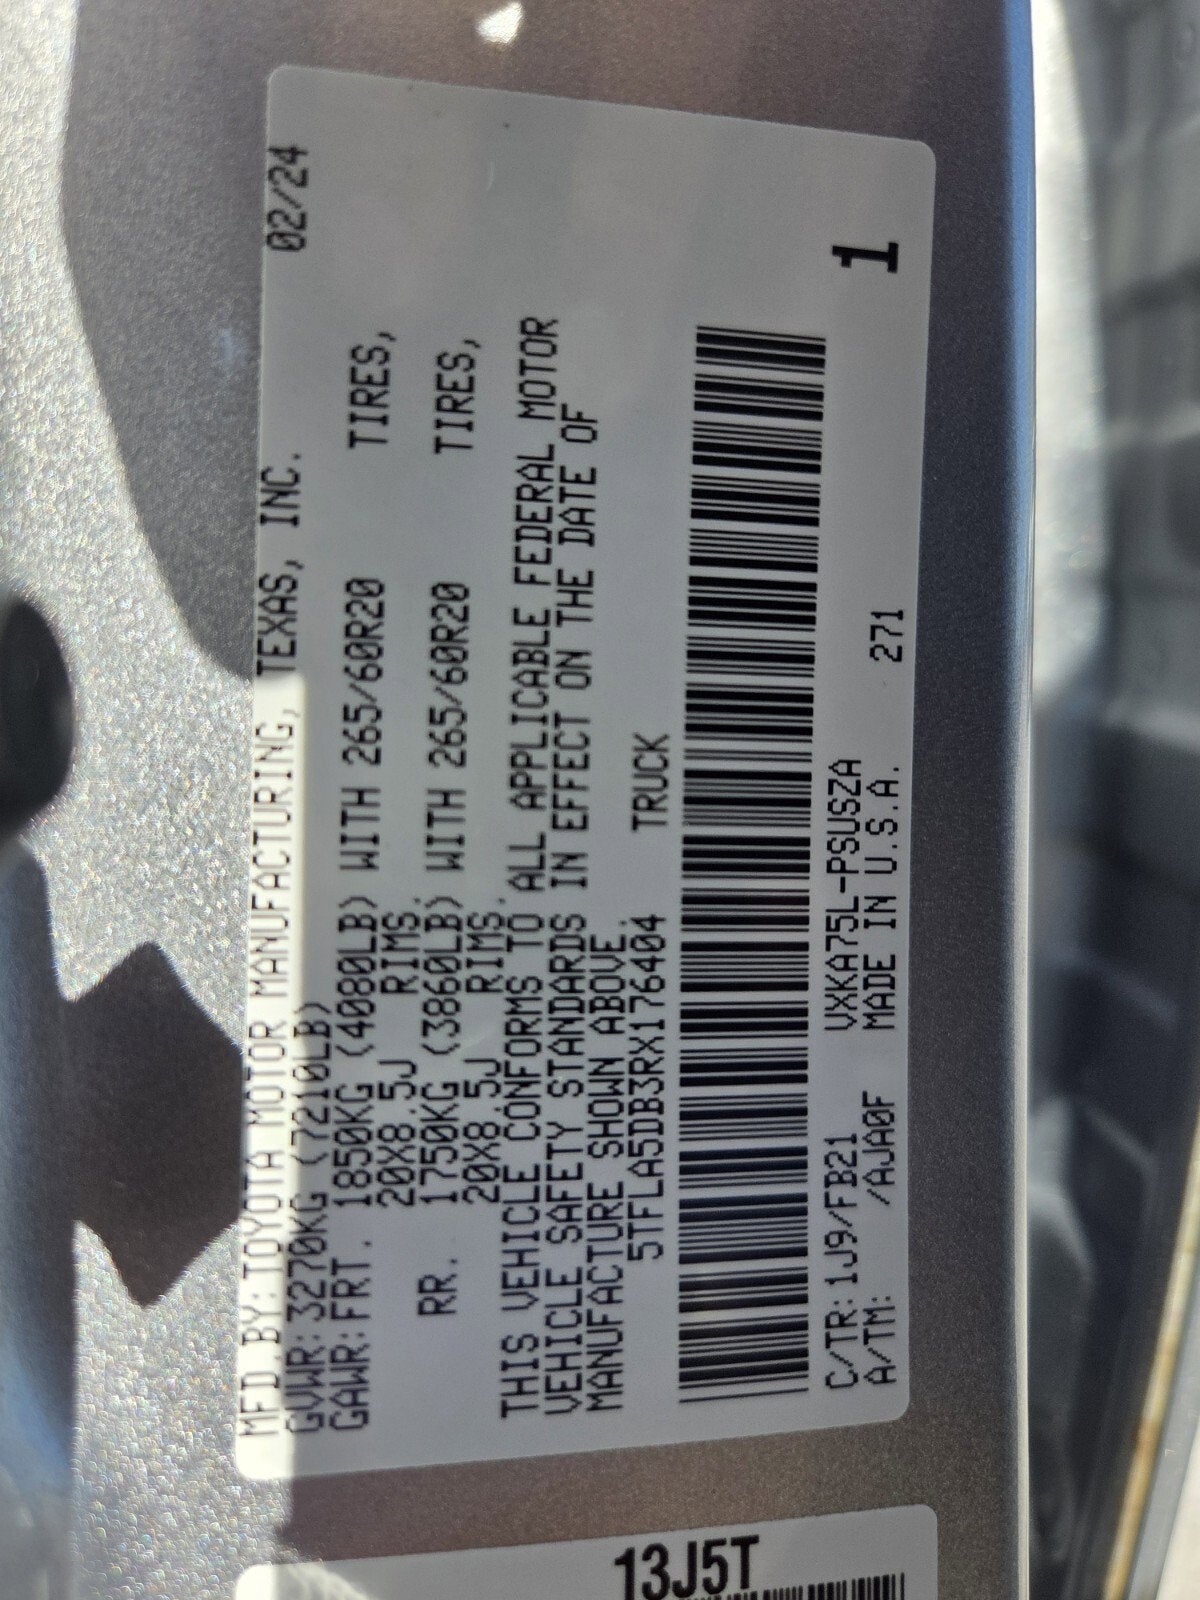 MFD.BY:TOYOTA MOTOR MANUFACTURING, TEXAS, INC. 02/24
GVWR:3270KG (7210LB)
GAWR:FRT. 1850KG (4080LB) WITH 265/60R20 TIRES,
20X8.5J RIMS.
RR. 1750KG (3860LB) WITH 265/60R20 TIRES,
20X8.5J RIMS.
THIS VEHICLE CONFORMS TO ALL APPLICABLE FEDERAL MOTOR
VEHICLE SAFETY STANDARDS IN EFFECT ON THE DATE OF
MANUFACTURE SHOWN ABOVE.
5TFLA5DB3RX176404 TRUCK
1
C/TR:1J9/FB21 VXKA75L-PSUSZA
A/TM: /AJA0F MADE IN U.S.A. 271
13J5T